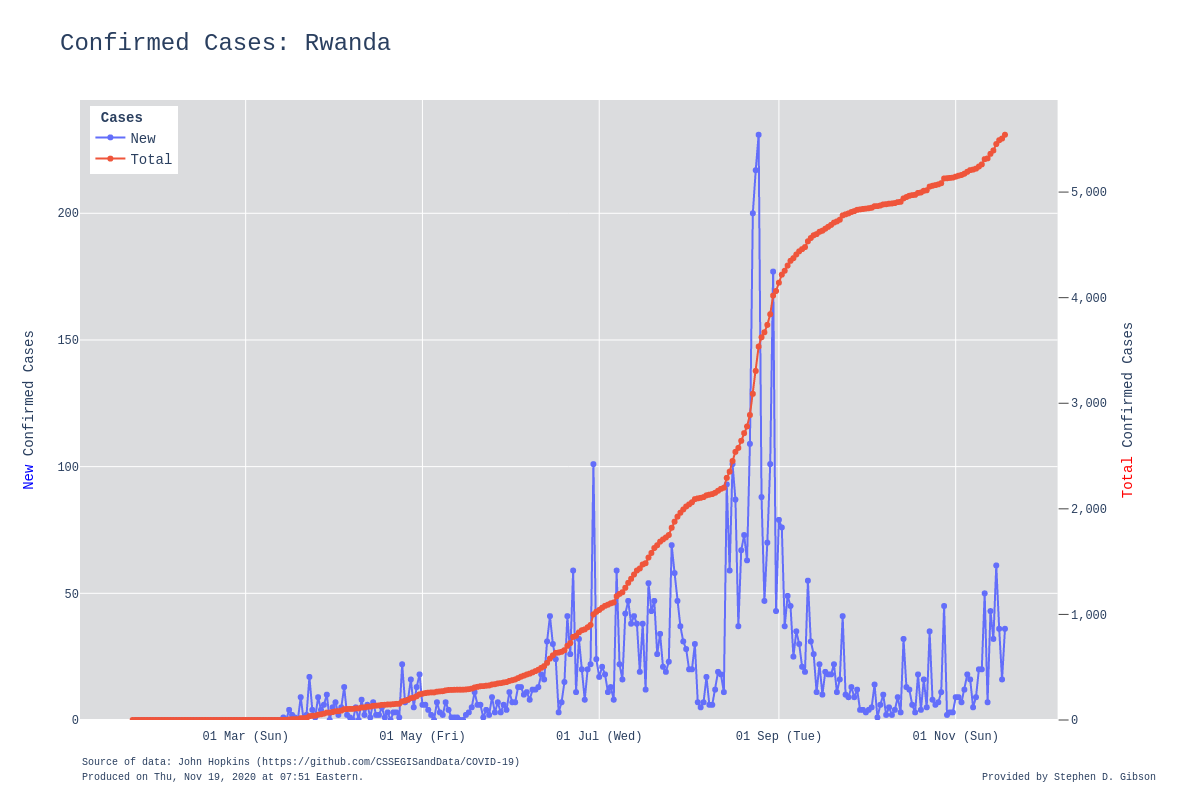 Confirmed Cases: Rwanda
Cases
New
Total
200
150
100
50
0
5,000
4,000
3,000
2,000
1,000
0
New Confirmed Cases
Total Confirmed Cases
01 Mar (Sun)
01 May (Fri)
01 Jul (Wed)
01 Sep (Tue)
01 Nov (Sun)
Source of data: John Hopkins (https://github.com/CSSEGISandData/COVID-19)
Produced on Thu, Nov 19, 2020 at 07:51 Eastern.
Provided by Stephen D. Gibson